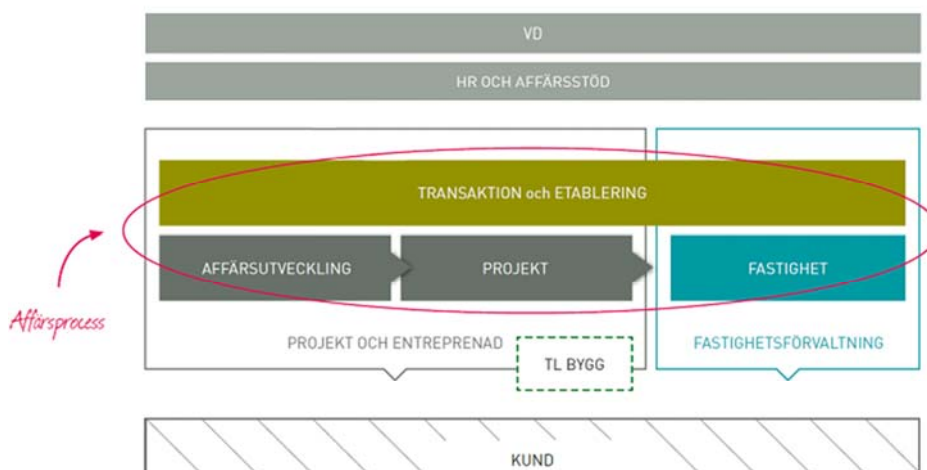 VD
HR OCH AFFÄRSSTÖD
TRANSAKTION och ETABLERING
AFFÄRSUTVECKLING
PROJEKT
FASTIGHET
Affärsprocess
PROJEKT OCH ENTREPRENAD
FASTIGHETSFÖRVALTNING
TL BYGG
KUND